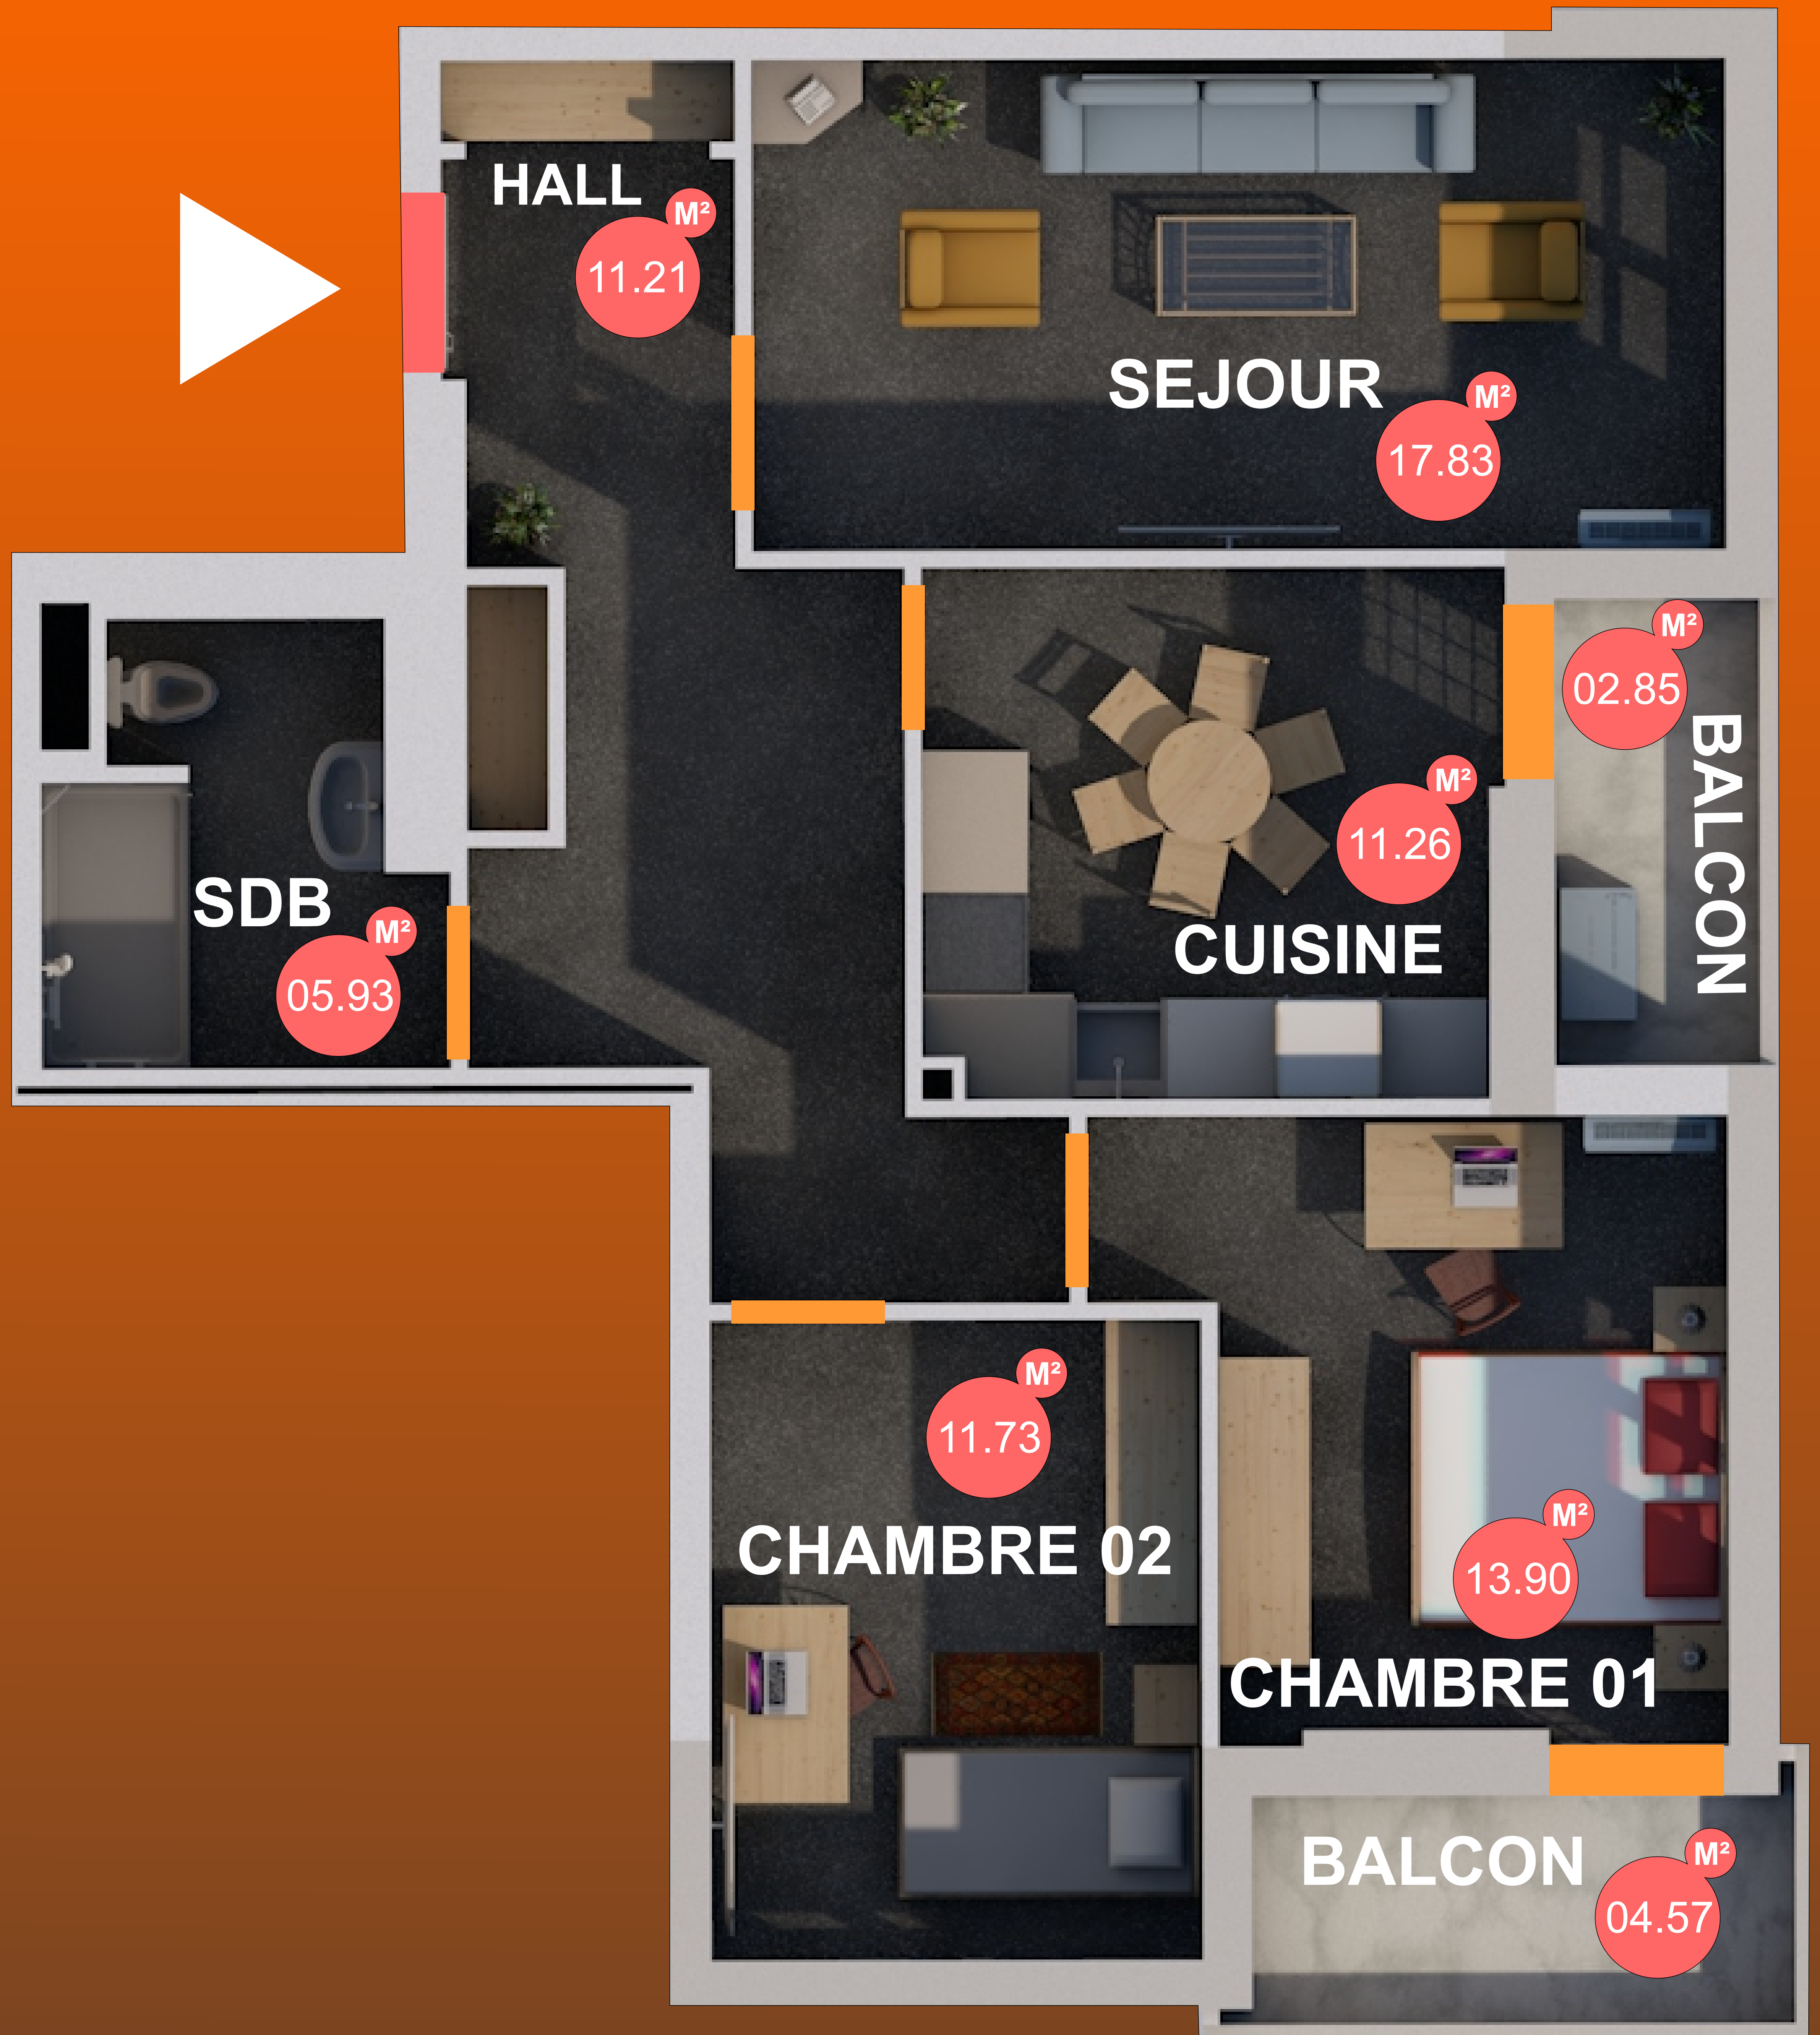 HALL
M²
11.21
SEJOUR
M²
17.83
M²
02.85
BALCON
M²
11.26
CUISINE
SDB
M²
05.93
M²
11.73
CHAMBRE 02
M²
13.90
CHAMBRE 01
BALCON
M²
04.57